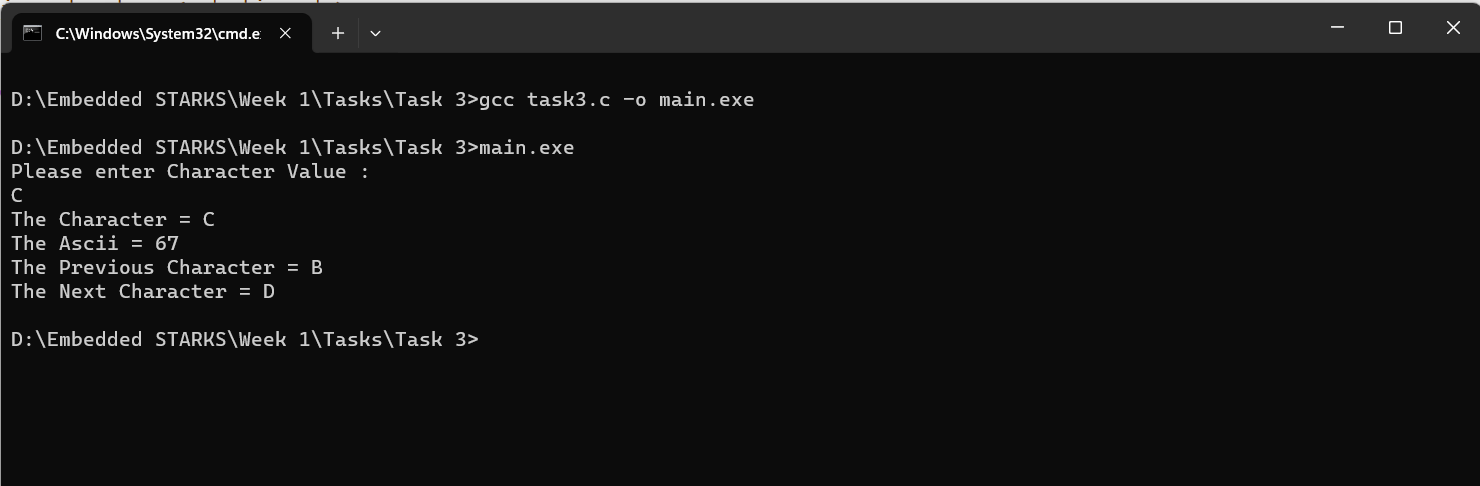 C:\Windows\System32\cmd.e
D:\Embedded STARKS\Week 1\Tasks\Task 3>gcc task3.c -o main.exe
D:\Embedded STARKS\Week 1\Tasks\Task 3>main.exe
Please enter Character Value :
C
The Character = C
The Ascii = 67
The Previous Character = B
The Next Character = D
D:\Embedded STARKS\Week 1\Tasks\Task 3>